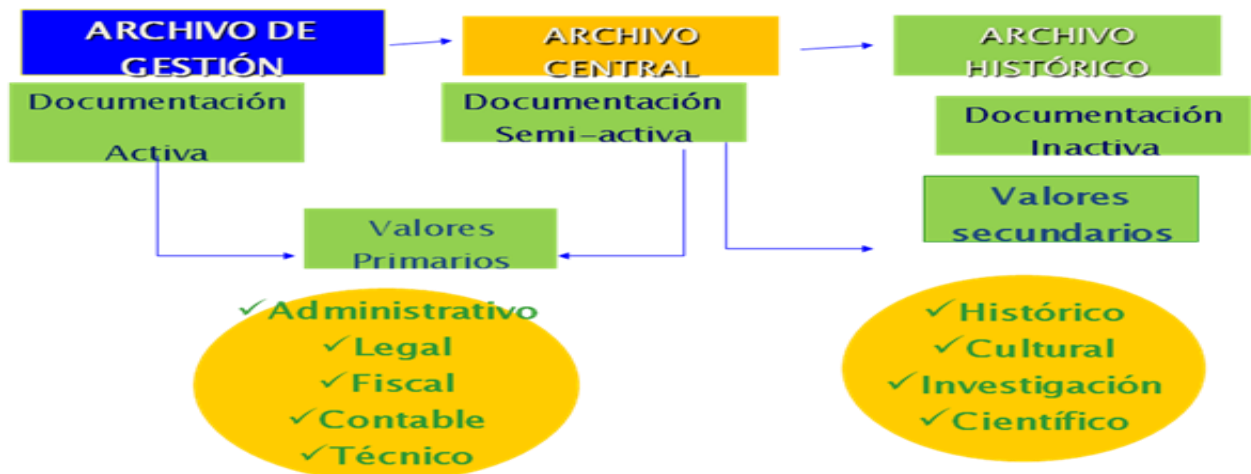 ARCHIVO DE
GESTIÓN
ARCHIVO
CENTRAL
ARCHIVO
HISTÓRICO
Documentación
Activa
Documentación
Semi-activa
Documentación
Inactiva
Valores
Primarios
Valores
secundarios
✓Administrativo
✓Legal
✓Fiscal
✓Contable
✓Técnico
✓Histórico
✓Cultural
✓Investigación
✓Científico